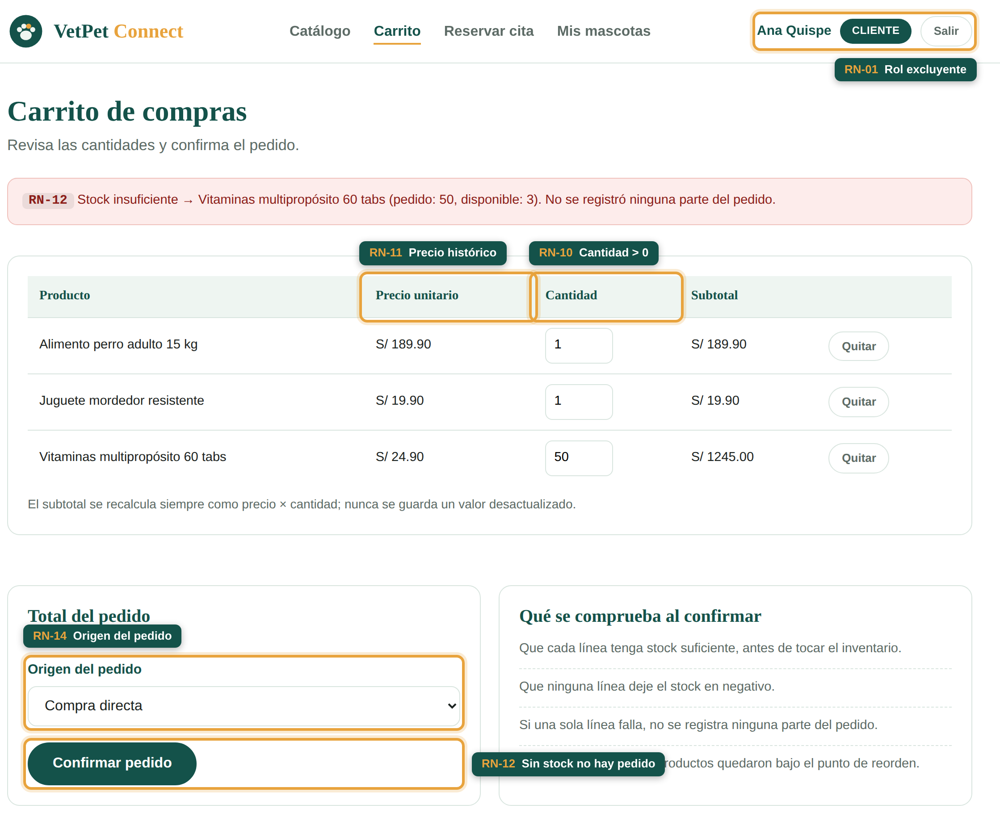 VetPet Connect
Catálogo
Carrito
Reservar cita
Mis mascotas
Ana Quispe
CLIENTE
Salir
RN-01 Rol excluyente
Carrito de compras
Revisa las cantidades y confirma el pedido.
RN-12 Stock insuficiente → Vitaminas multipropósito 60 tabs (pedido: 50, disponible: 3). No se registró ninguna parte del pedido.
RN-11 Precio histórico
RN-10 Cantidad > 0
Producto Precio unitario Cantidad Subtotal
Alimento perro adulto 15 kg S/ 189.90 1 S/ 189.90 Quitar
Juguete mordedor resistente S/ 19.90 1 S/ 19.90 Quitar
Vitaminas multipropósito 60 tabs S/ 24.90 50 S/ 1245.00 Quitar
El subtotal se recalcula siempre como precio × cantidad; nunca se guarda un valor desactualizado.
Total del pedido
RN-14 Origen del pedido
Origen del pedido
Compra directa
Confirmar pedido
RN-12 Sin stock no hay pedido
Qué se comprueba al confirmar
Que cada línea tenga stock suficiente, antes de tocar el inventario.
Que ninguna línea deje el stock en negativo.
Si una sola línea falla, no se registra ninguna parte del pedido.
quedaron bajo el punto de reorden.